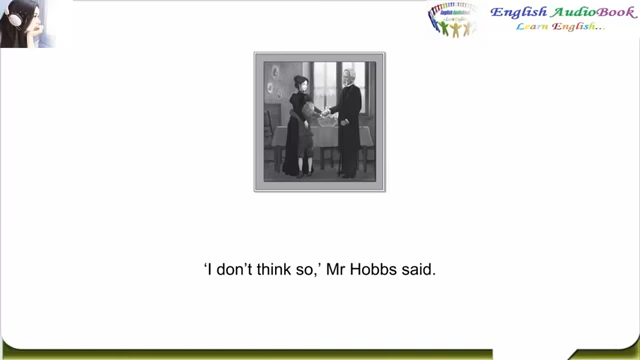 English AudioBook
Learn English...
'I don't think so,' Mr Hobbs said.